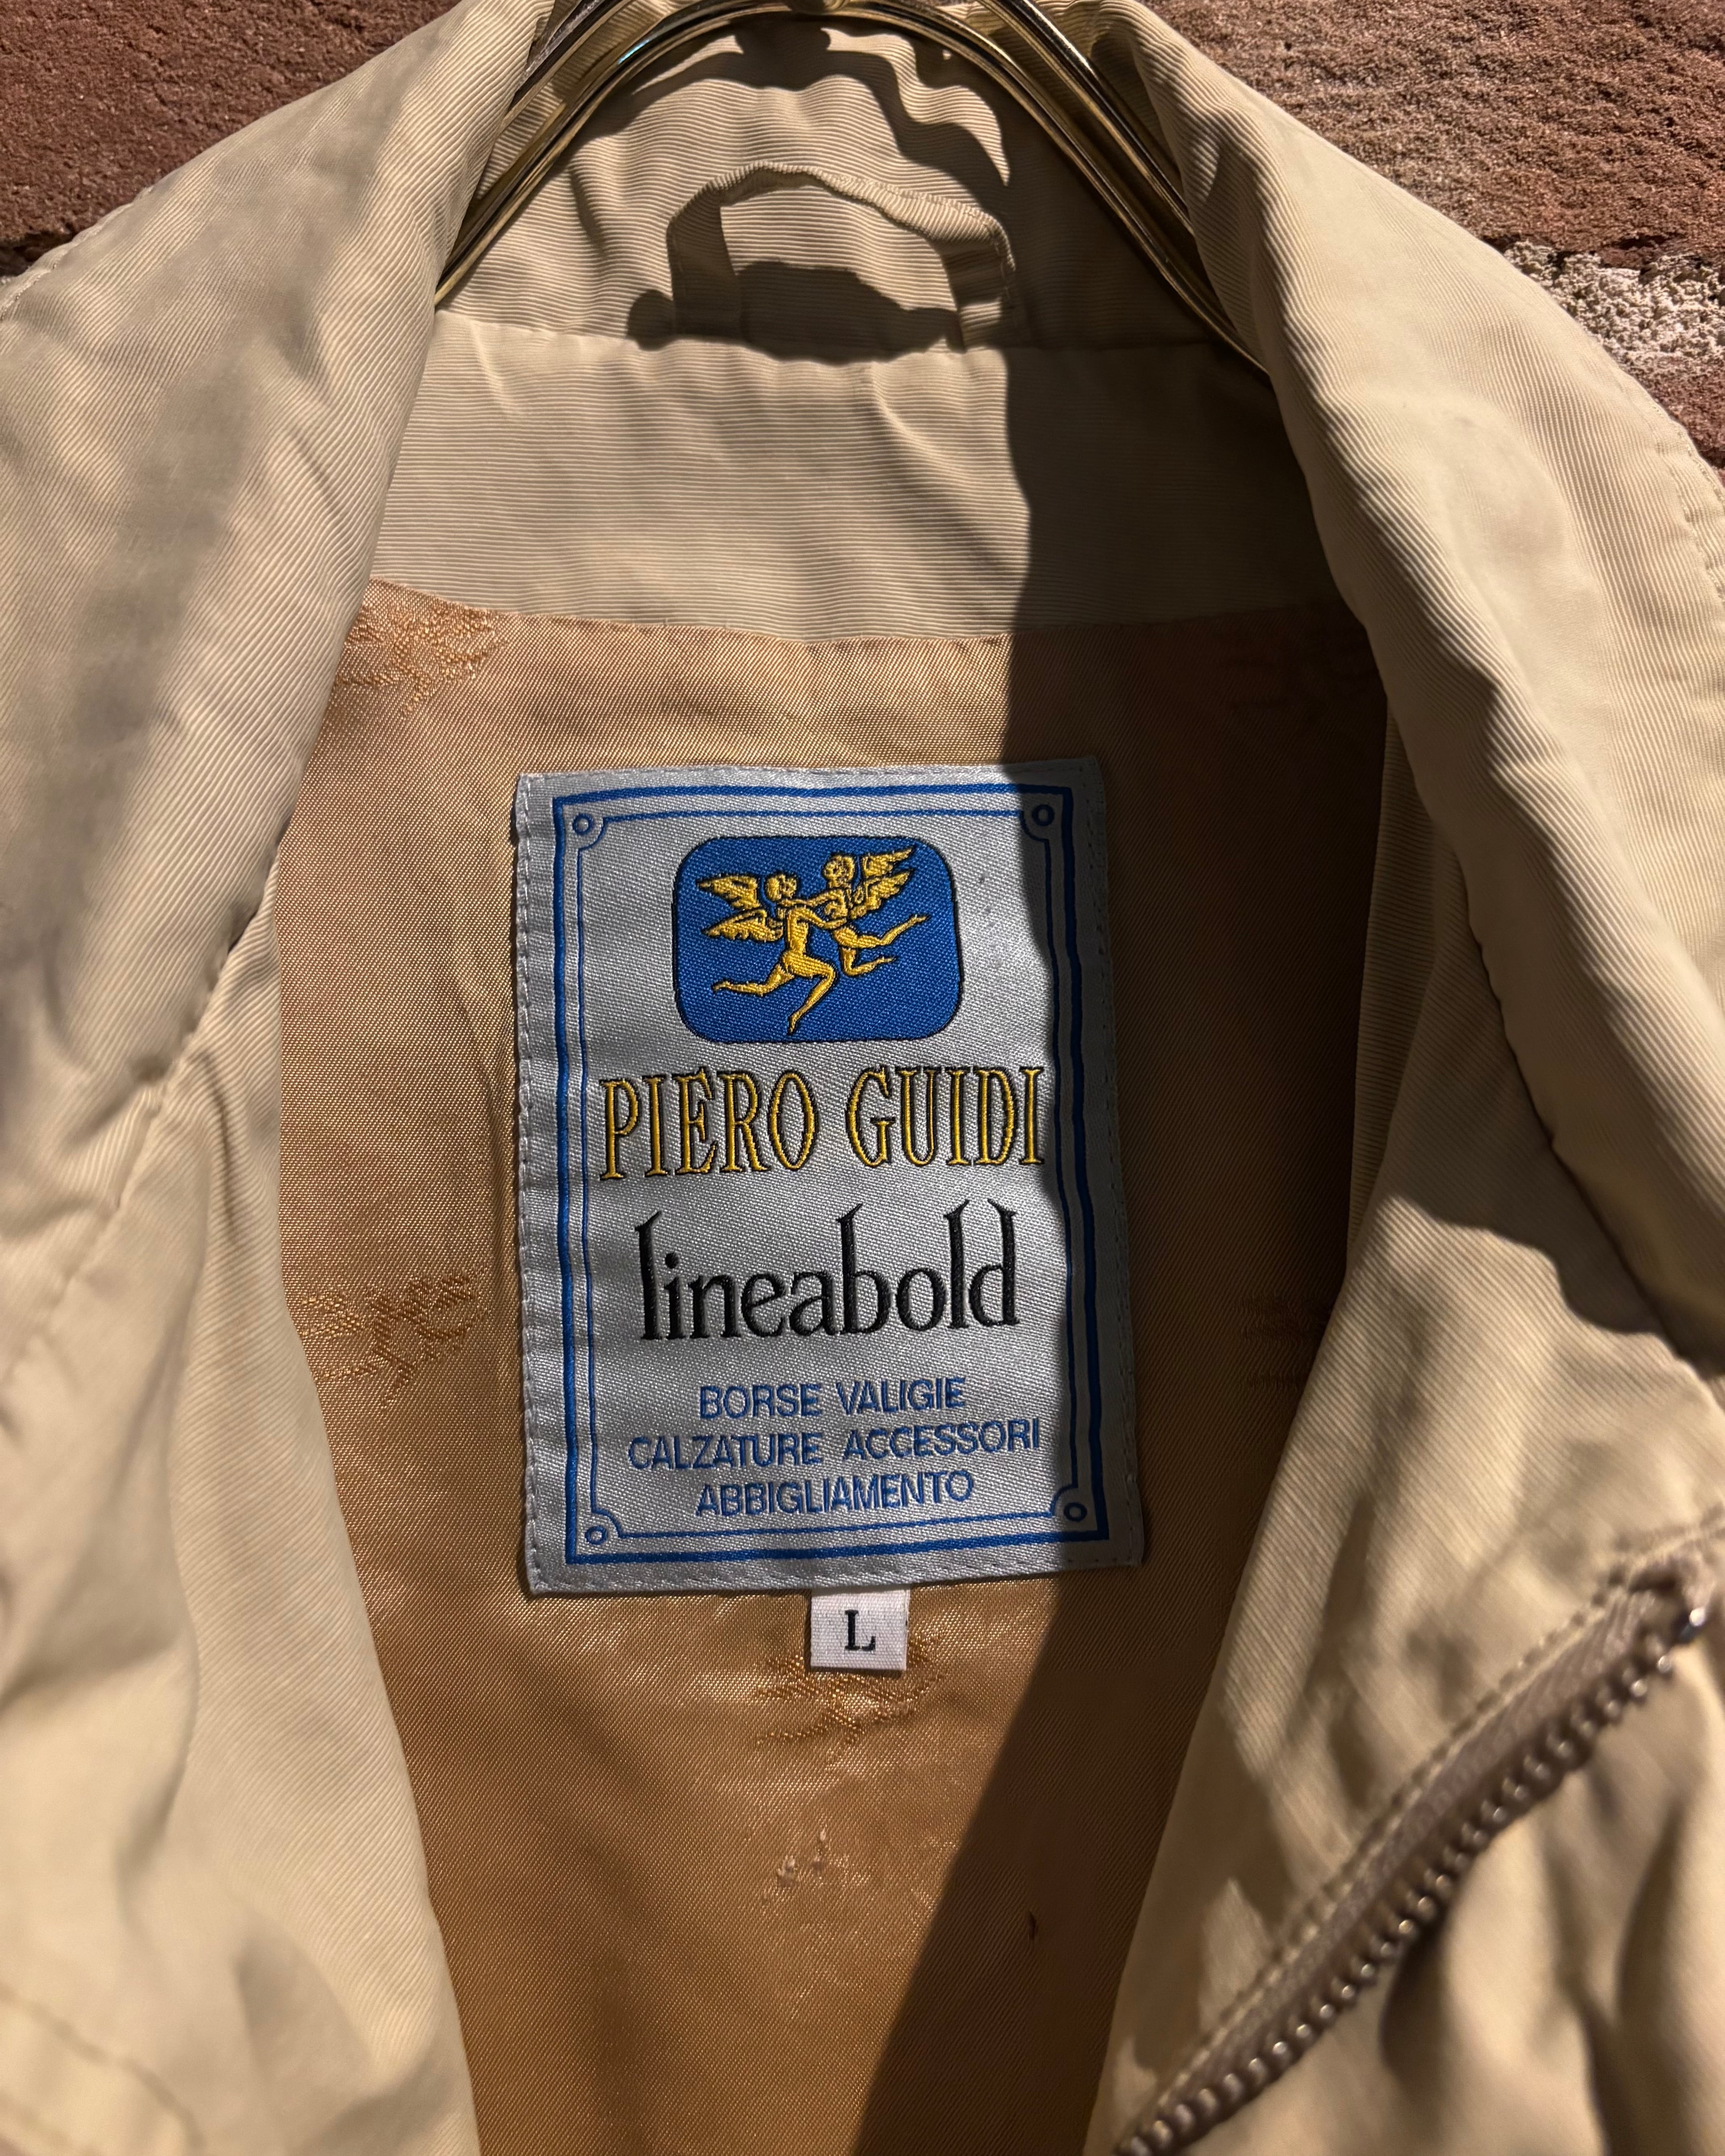 PIERO GUIDI
lineabold
BORSE VALIGIE
CALZATURE ACCESSORI
ABBIGLIAMENTO
L